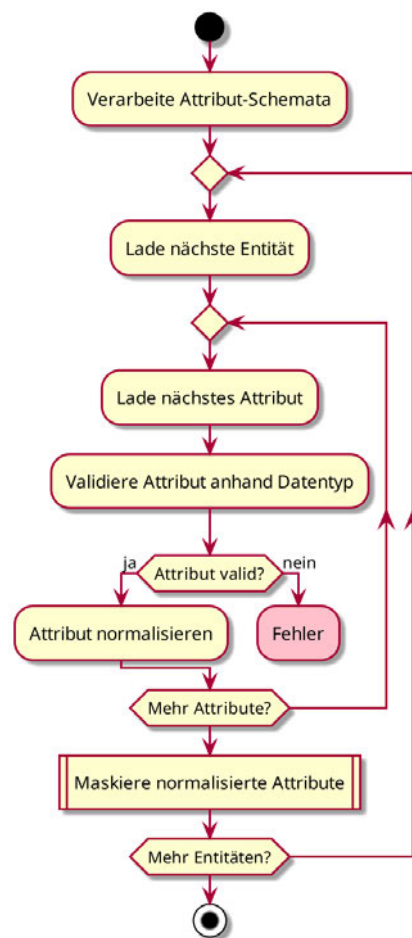 Verarbeite Attribut-Schemata
Lade nächste Entität
Lade nächstes Attribut
Validiere Attribut anhand Datentyp
ja
Attribut valid?
nein
Attribut normalisieren
Fehler
Mehr Attribute?
Maskiere normalisierte Attribute
Mehr Entitäten?